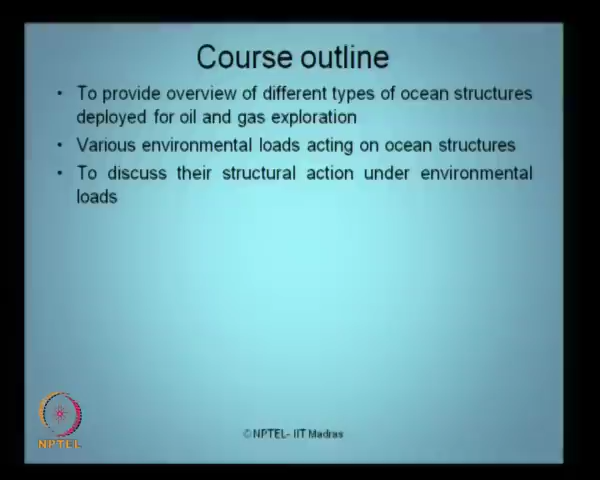 Course outline
• To provide overview of different types of ocean structures
deployed for oil and gas exploration
• Various environmental loads acting on ocean structures
• To discuss their structural action under environmental
loads
NPTEL
©NPTEL- IIT Madras